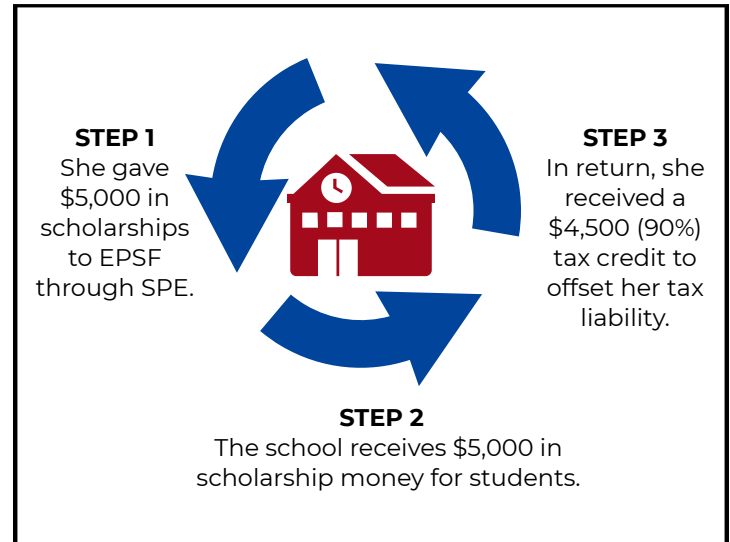 STEP 1
She gave
$5,000 in
scholarships
to EPSF
through SPE.
STEP 2
The school receives $5,000 in
scholarship money for students.
STEP 3
In return, she
received a
$4,500 (90%)
tax credit to
offset her tax
liability.